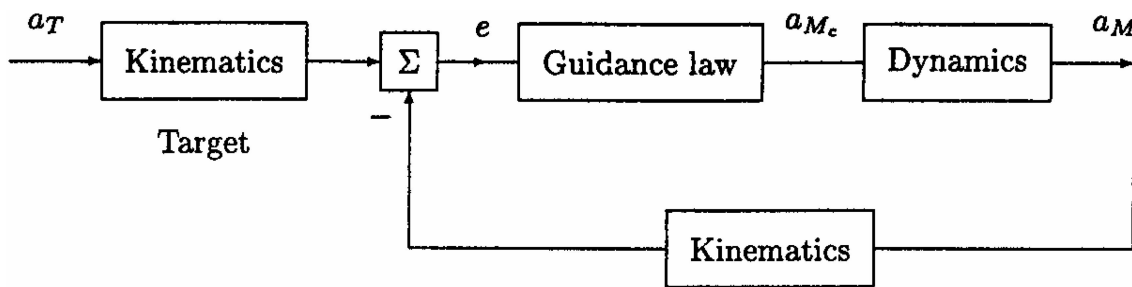 a_T
Kinematics
Σ
e
Guidance law
a_{M_c}
Dynamics
a_M
−
Target
Kinematics